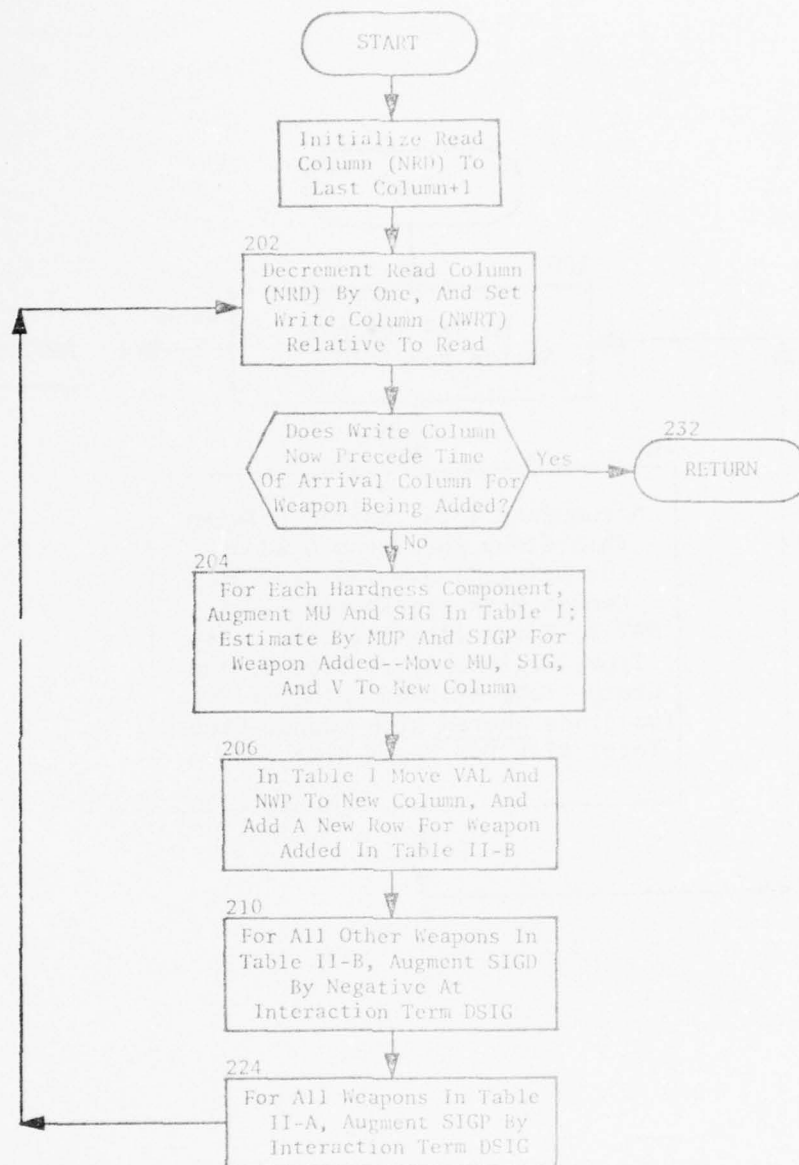 START
Initialize Read
Column (NRD) To
Last Column+1
202
Decrement Read Column
(NRD) By One, And Set
Write Column (NWRT)
Relative To Read
Does Write Column
Now Precede Time
Of Arrival Column For
Weapon Being Added?
Yes
232
RETURN
No
204
For Each Hardness Component,
Augment MU And SIG In Table I;
Estimate By MUP And SIGP For
Weapon Added--Move MU, SIG,
And V To New Column
206
In Table I Move VAL And
NWP To New Column, And
Add A New Row For Weapon
Added In Table II-B
210
For All Other Weapons In
Table II-B, Augment SIGD
By Negative At
Interaction Term DSIG
224
For All Weapons In Table
II-A, Augment SIGP By
Interaction Term DSIG